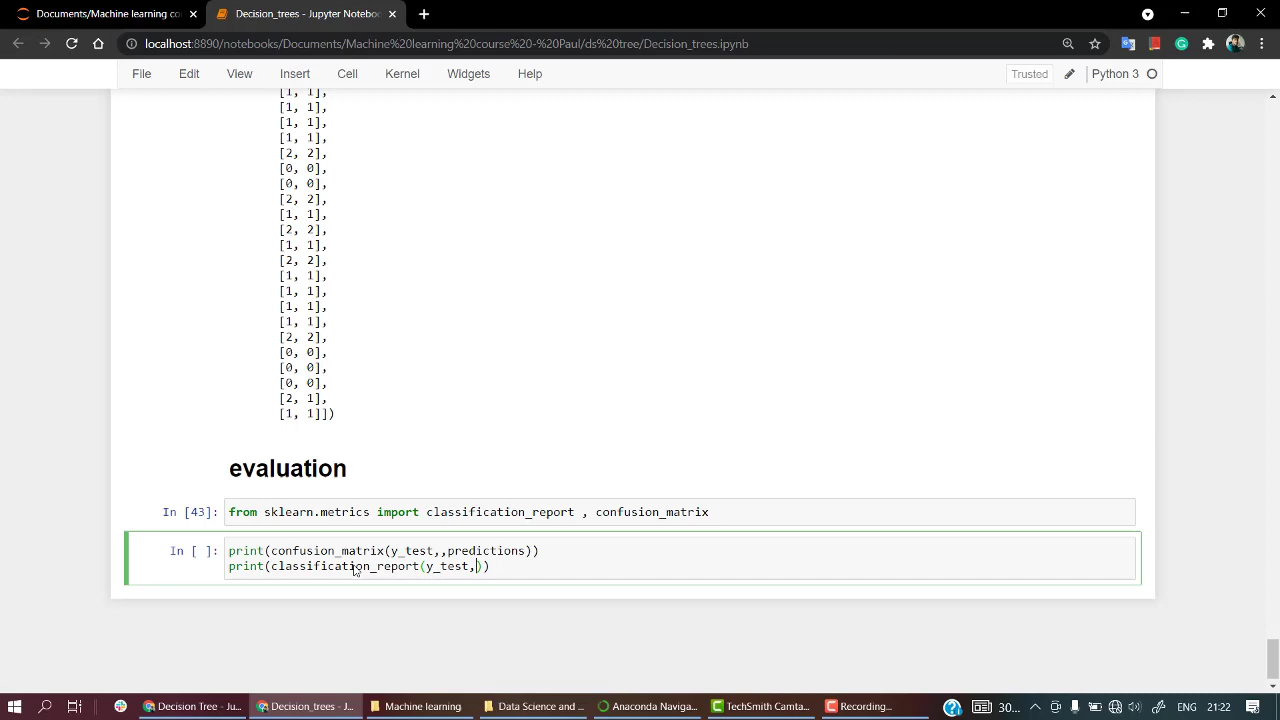 Documents/Machine learning co
Decision_trees - Jupyter Noteboo
localhost:8890/notebooks/Documents/Machine%20learning%20course%20-%20Paul/ds%20tree/Decision_trees.ipynb
File Edit View Insert Cell Kernel Widgets Help Trusted Python 3
[1, 1],
[1, 1],
[1, 1],
[1, 1],
[2, 2],
[0, 0],
[0, 0],
[2, 2],
[1, 1],
[2, 2],
[1, 1],
[2, 2],
[1, 1],
[1, 1],
[1, 1],
[1, 1],
[2, 2],
[0, 0],
[0, 0],
[0, 0],
[2, 1],
[1, 1]])
evaluation
In [43]: from sklearn.metrics import classification_report , confusion_matrix
In [ ]: print(confusion_matrix(y_test,,predictions))
print(classification_report(y_test,))
Decision Tree - Ju...
Decision_trees - J...
Machine learning
Data Science and ...
Anaconda Naviga...
TechSmith Camta...
Recording...
30...
ENG
21:22